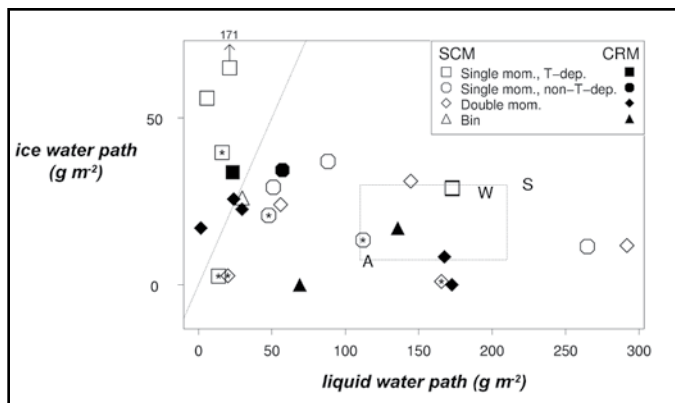 171
SCM CRM
Single mom., T-dep.
Single mom., non-T-dep.
Double mom.
Bin
50
0
ice water path
(g m-2)
W
S
A
0 50 100 150 200 250 300
liquid water path (g m-2)